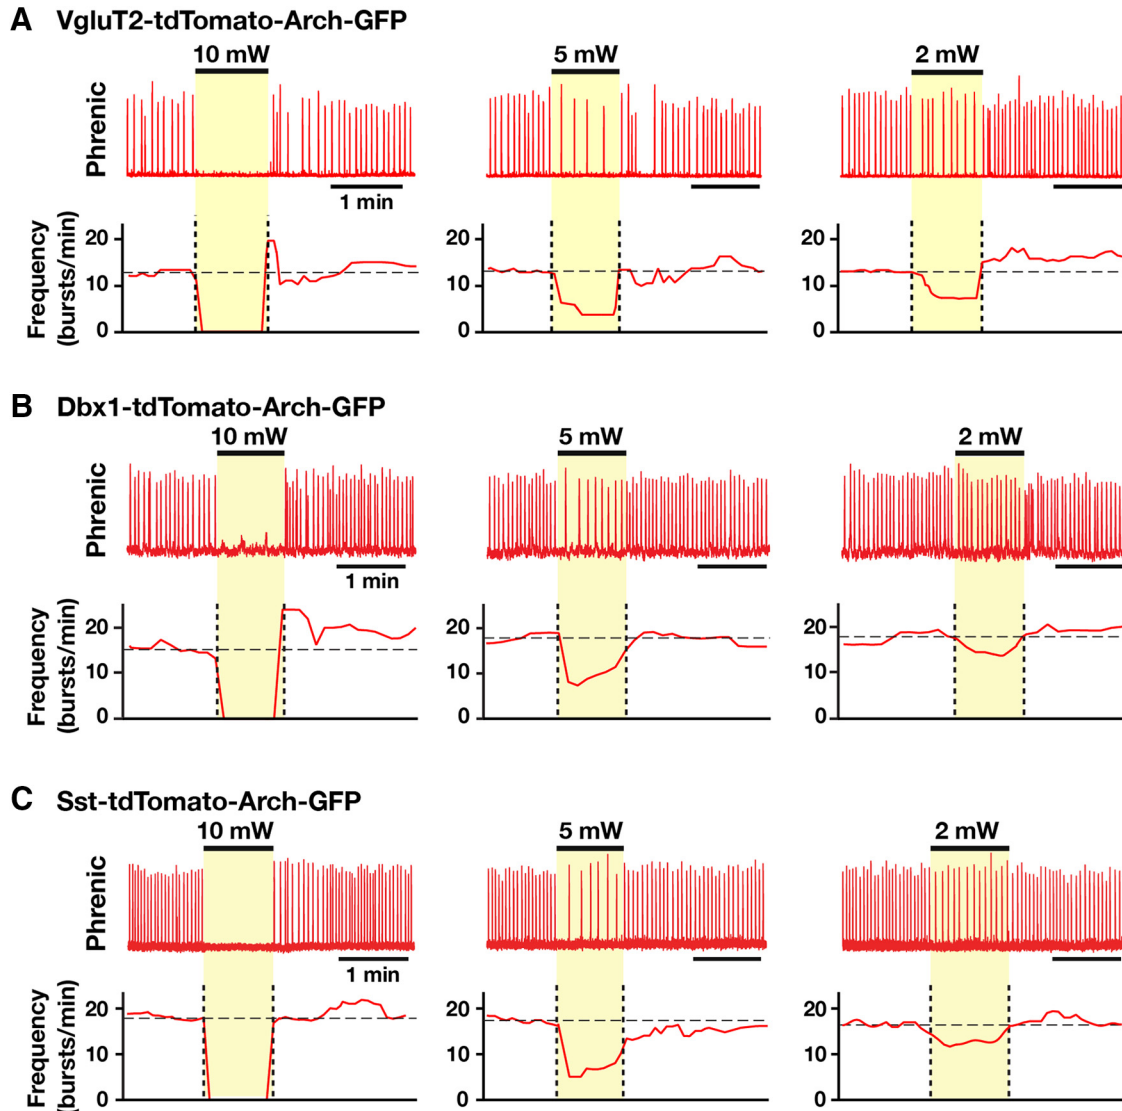 A VgluT2-tdTomato-Arch-GFP
10 mW 5 mW 2 mW
Phrenic
1 min
Frequency
(bursts/min)
20 20 20
10 10 10
0 0 0
B Dbx1-tdTomato-Arch-GFP
10 mW 5 mW 2 mW
Phrenic
1 min
Frequency
(bursts/min)
20 20 20
10 10 10
0 0 0
C Sst-tdTomato-Arch-GFP
10 mW 5 mW 2 mW
Phrenic
1 min
Frequency
(bursts/min)
20 20 20
10 10 10
0 0 0